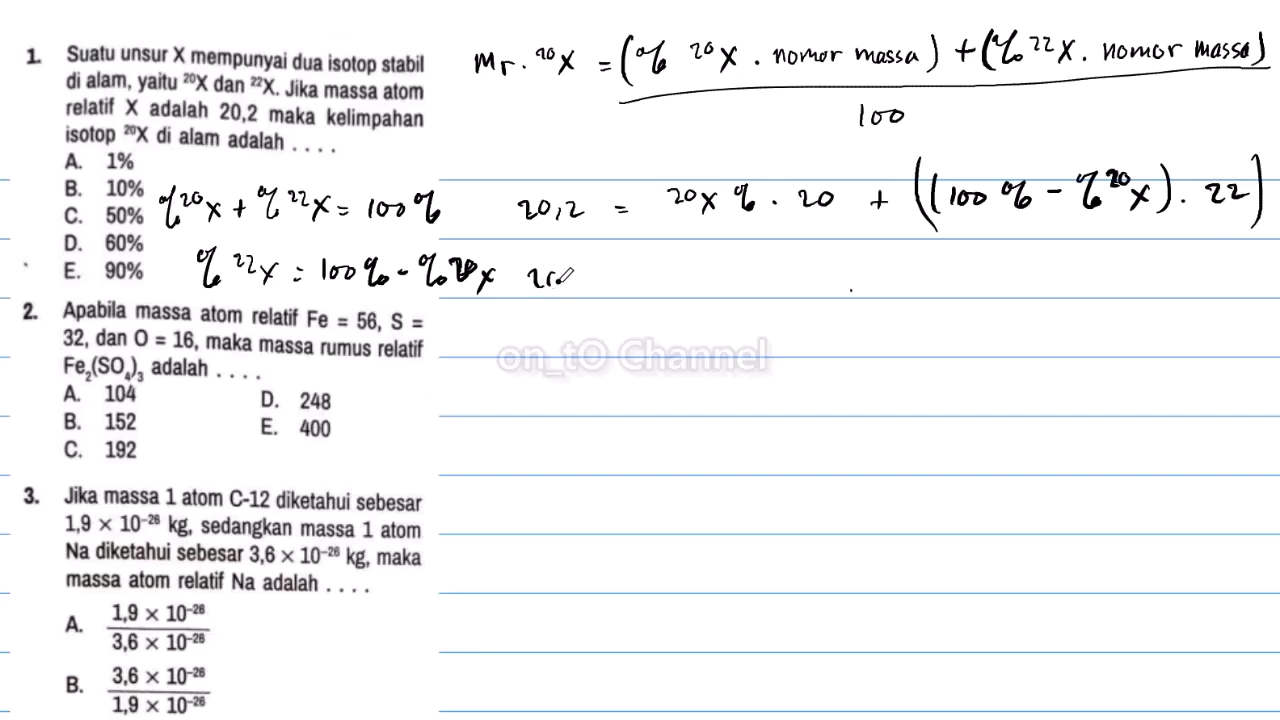 1. Suatu unsur X mempunyai dua isotop stabil
di alam, yaitu ²⁰X dan ²²X. Jika massa atom
relatif X adalah 20,2 maka kelimpahan
isotop ²⁰X di alam adalah . . . .
A. 1%
B. 10%
C. 50%
D. 60%
E. 90%
2. Apabila massa atom relatif Fe = 56, S =
32, dan O = 16, maka massa rumus relatif
Fe₂(SO₄)₃ adalah . . . .
A. 104
B. 152
C. 192
D. 248
E. 400
3. Jika massa 1 atom C-12 diketahui sebesar
1,9 × 10⁻²⁶ kg, sedangkan massa 1 atom
Na diketahui sebesar 3,6 × 10⁻²⁶ kg, maka
massa atom relatif Na adalah . . . .
A. 1,9 × 10⁻²⁶
3,6 × 10⁻²⁶
B. 3,6 × 10⁻²⁶
1,9 × 10⁻²⁶
Mr. ²⁰X = (% ²⁰X . nomor massa) + (% ²²X . nomor massa)
100
% ²⁰X + % ²²X = 100%
% ²²X = 100% - % ²⁰X
20,2 = 20X % . 20 + ((100% - % ²⁰X) . 22)
on_tO Channel